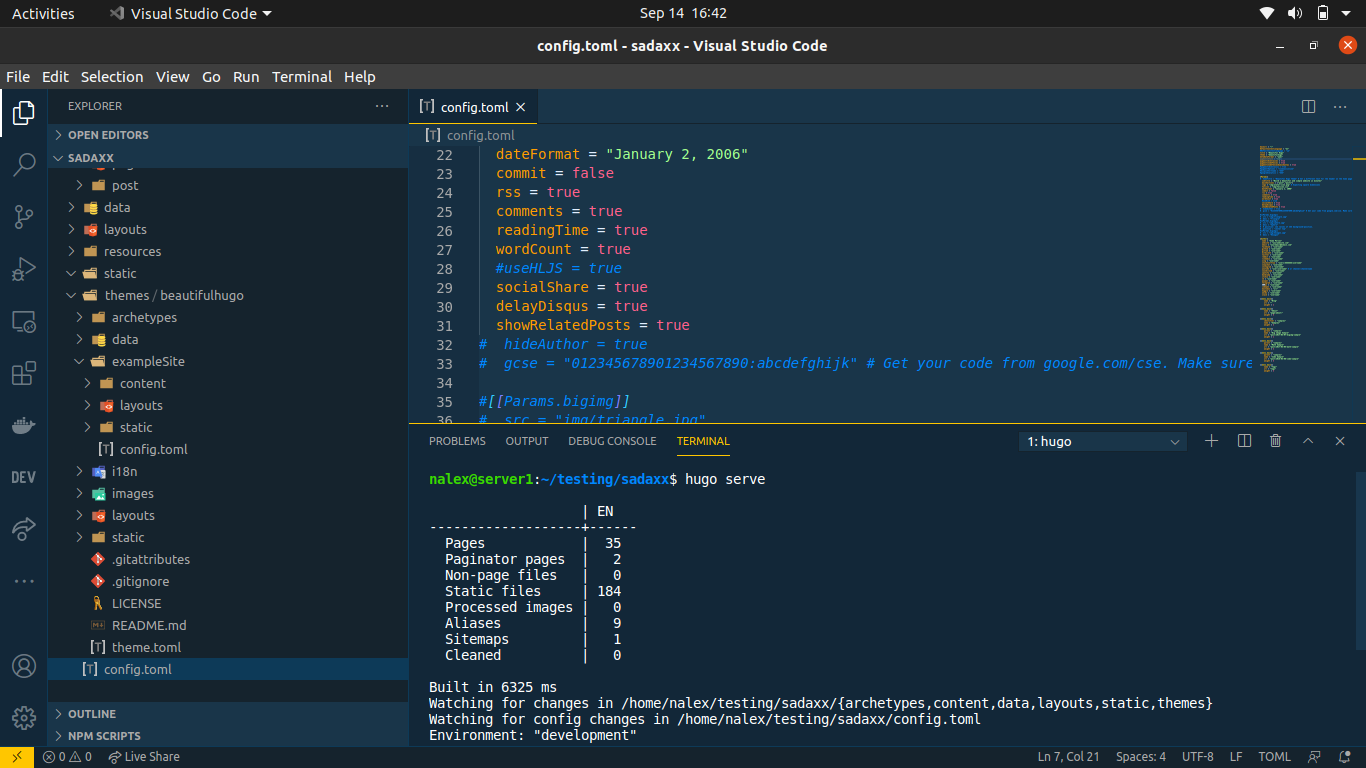 Activities
Visual Studio Code
Sep 14 16:42
config.toml - sadaxx - Visual Studio Code
File Edit Selection View Go Run Terminal Help
EXPLORER
OPEN EDITORS
SADAXX
post
data
layouts
resources
static
themes / beautifulhugo
archetypes
data
exampleSite
content
layouts
static
config.toml
i18n
images
layouts
static
.gitattributes
.gitignore
LICENSE
README.md
theme.toml
config.toml
OUTLINE
NPM SCRIPTS
DEV
config.toml
config.toml
22 dateFormat = "January 2, 2006"
23 commit = false
24 rss = true
25 comments = true
26 readingTime = true
27 wordCount = true
28 #useHLJS = true
29 socialShare = true
30 delayDisqus = true
31 showRelatedPosts = true
32 #  hideAuthor = true
33 #  gcse = "012345678901234567890:abcdefghijk" # Get your code from google.com/cse. Make sure
34
35 #[[Params.bigimg]]
36 #  src = "img/triangle.jpg"
PROBLEMS OUTPUT DEBUG CONSOLE TERMINAL
1: hugo
nalex@server1:~/testing/sadaxx$ hugo serve
| EN
-------------------+------
Pages | 35
Paginator pages | 2
Non-page files | 0
Static files | 184
Processed images | 0
Aliases | 9
Sitemaps | 1
Cleaned | 0
Built in 6325 ms
Watching for changes in /home/nalex/testing/sadaxx/{archetypes,content,data,layouts,static,themes}
Watching for config changes in /home/nalex/testing/sadaxx/config.toml
Environment: "development"
0 0 Live Share
Ln 7, Col 21 Spaces: 4 UTF-8 LF TOML